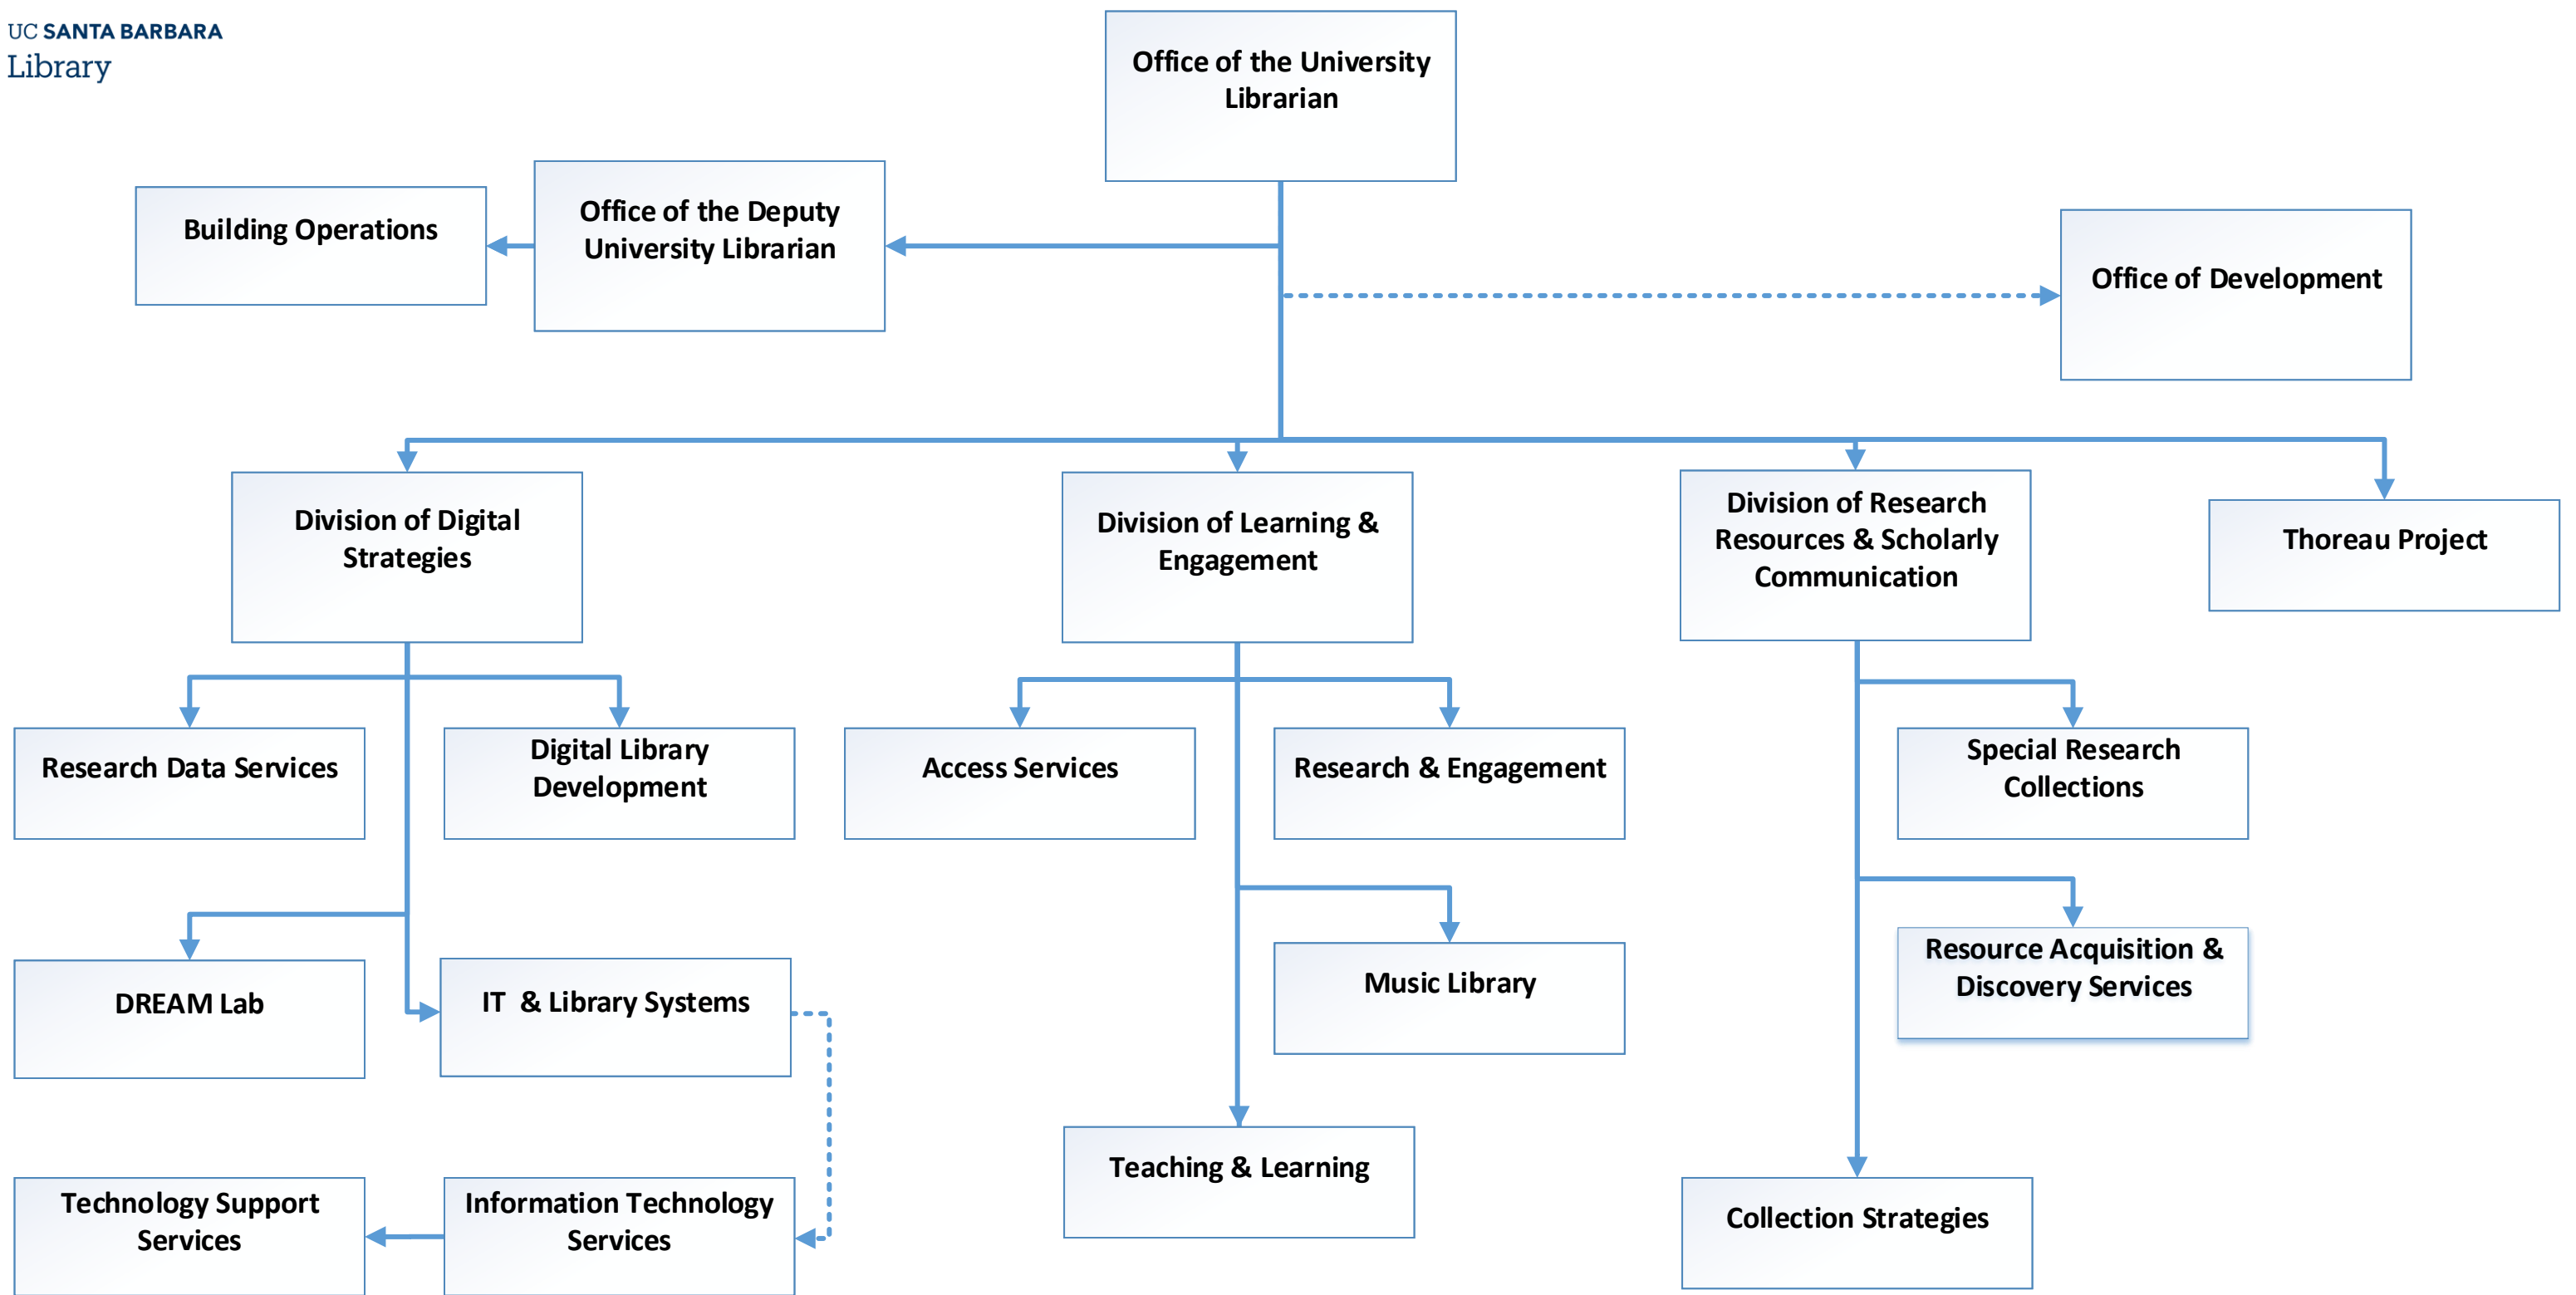 UC SANTA BARBARA
Library
Office of the University
Librarian
Building Operations
Office of the Deputy
University Librarian
Office of Development
Division of Digital
Strategies
Division of Learning &
Engagement
Division of Research
Resources & Scholarly
Communication
Thoreau Project
Research Data Services
Digital Library
Development
Access Services
Research & Engagement
Special Research
Collections
DREAM Lab
IT  & Library Systems
Music Library
Resource Acquisition &
Discovery Services
Technology Support
Services
Information Technology
Services
Teaching & Learning
Collection Strategies